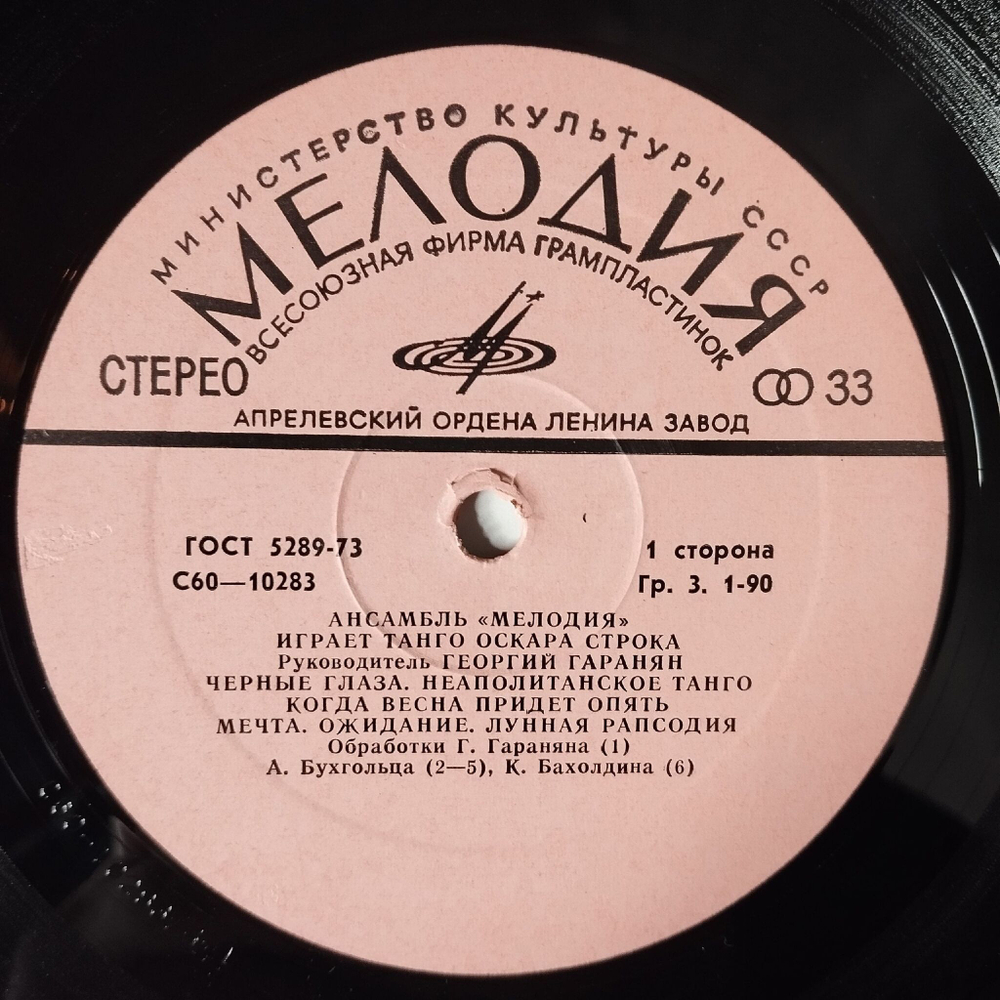 МИНИСТЕРСТВО КУЛЬТУРЫ СССР
МЕЛОДИЯ
ВСЕСОЮЗНАЯ ФИРМА ГРАМПЛАСТИНОК
СТЕРЕО
33
АПРЕЛЕВСКИЙ ОРДЕНА ЛЕНИНА ЗАВОД
ГОСТ 5289-73
1 сторона
С60—10283
Гр. 3. 1-90
АНСАМБЛЬ «МЕЛОДИЯ»
ИГРАЕТ ТАНГО ОСКАРА СТРОКА
Руководитель ГЕОРГИЙ ГАРАНЯН
ЧЕРНЫЕ ГЛАЗА. НЕАПОЛИТАНСКОЕ ТАНГО
КОГДА ВЕСНА ПРИДЕТ ОПЯТЬ
МЕЧТА. ОЖИДАНИЕ. ЛУННАЯ РАПСОДИЯ
Обработки Г. Гараняна (1)
А. Бухгольца (2—5), К. Бахолдина (6)